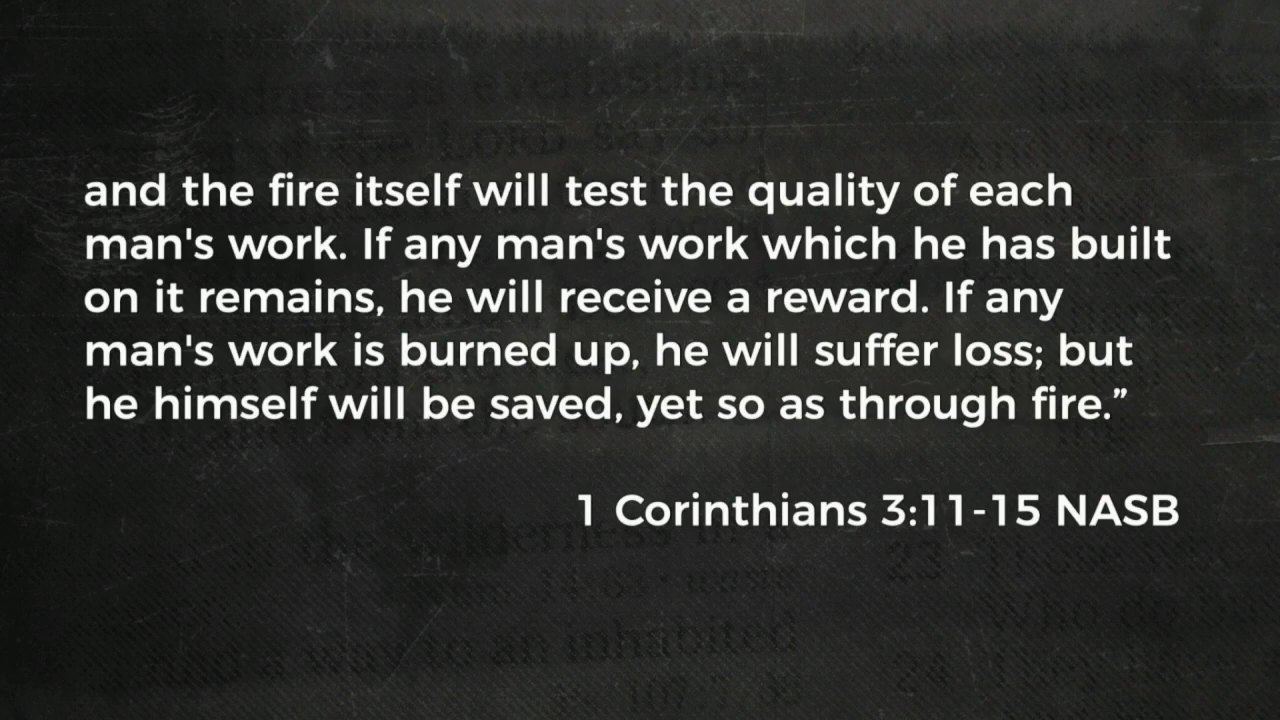 and the fire itself will test the quality of each
man's work. If any man's work which he has built
on it remains, he will receive a reward. If any
man's work is burned up, he will suffer loss; but
he himself will be saved, yet so as through fire.”
1 Corinthians 3:11-15 NASB